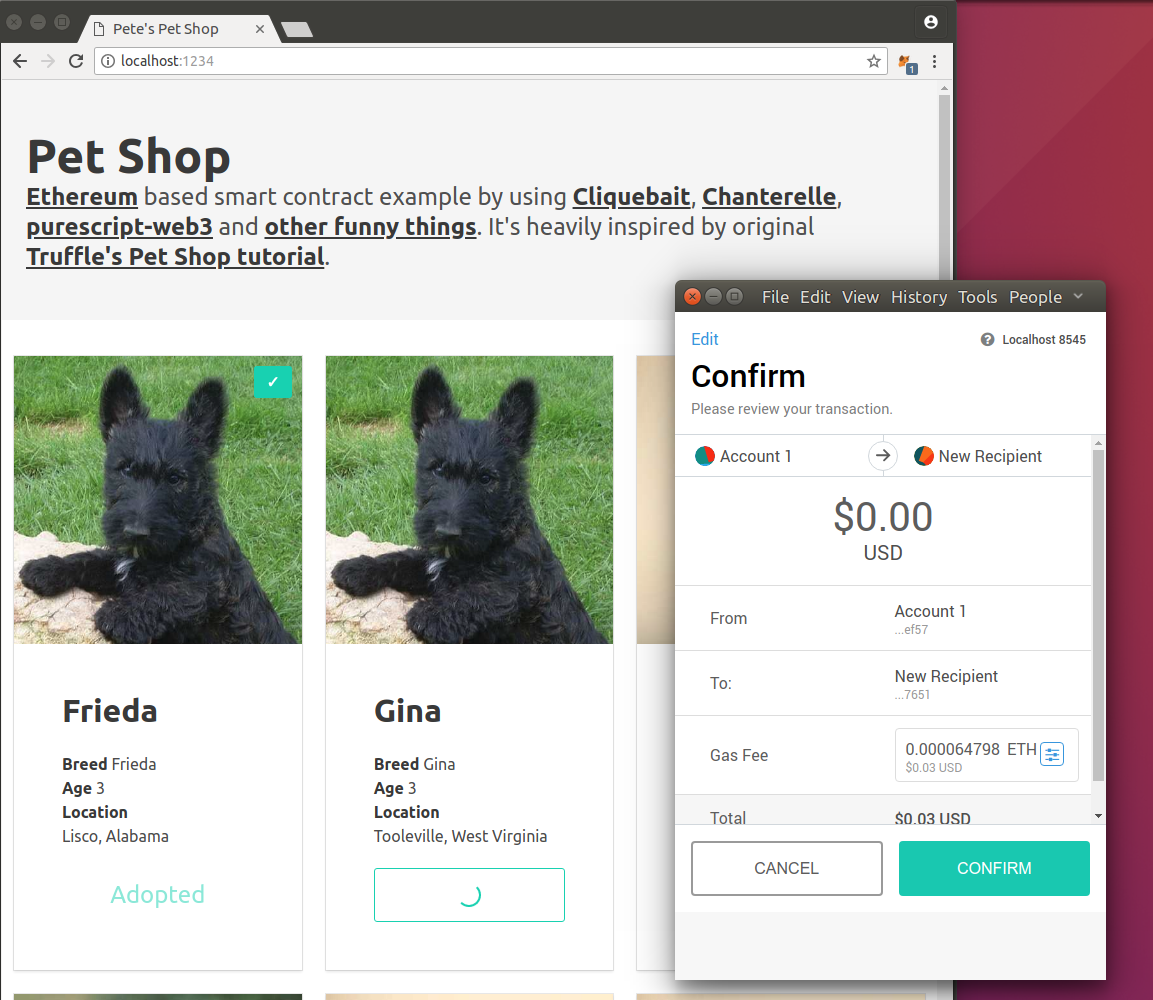 Pete's Pet Shop
localhost:1234
1
Pet Shop
Ethereum based smart contract example by using Cliquebait, Chanterelle,
purescript-web3 and other funny things. It's heavily inspired by original
Truffle's Pet Shop tutorial.
✓
Frieda
Breed Frieda
Age 3
Location
Lisco, Alabama
Adopted
Gina
Breed Gina
Age 3
Location
Tooleville, West Virginia
File Edit View History Tools People
Edit
? Localhost 8545
Confirm
Please review your transaction.
Account 1
New Recipient
$0.00
USD
From
Account 1
...ef57
To:
New Recipient
...7651
Gas Fee
0.000064798 ETH
$0.03 USD
Total
$0.03 USD
CANCEL
CONFIRM